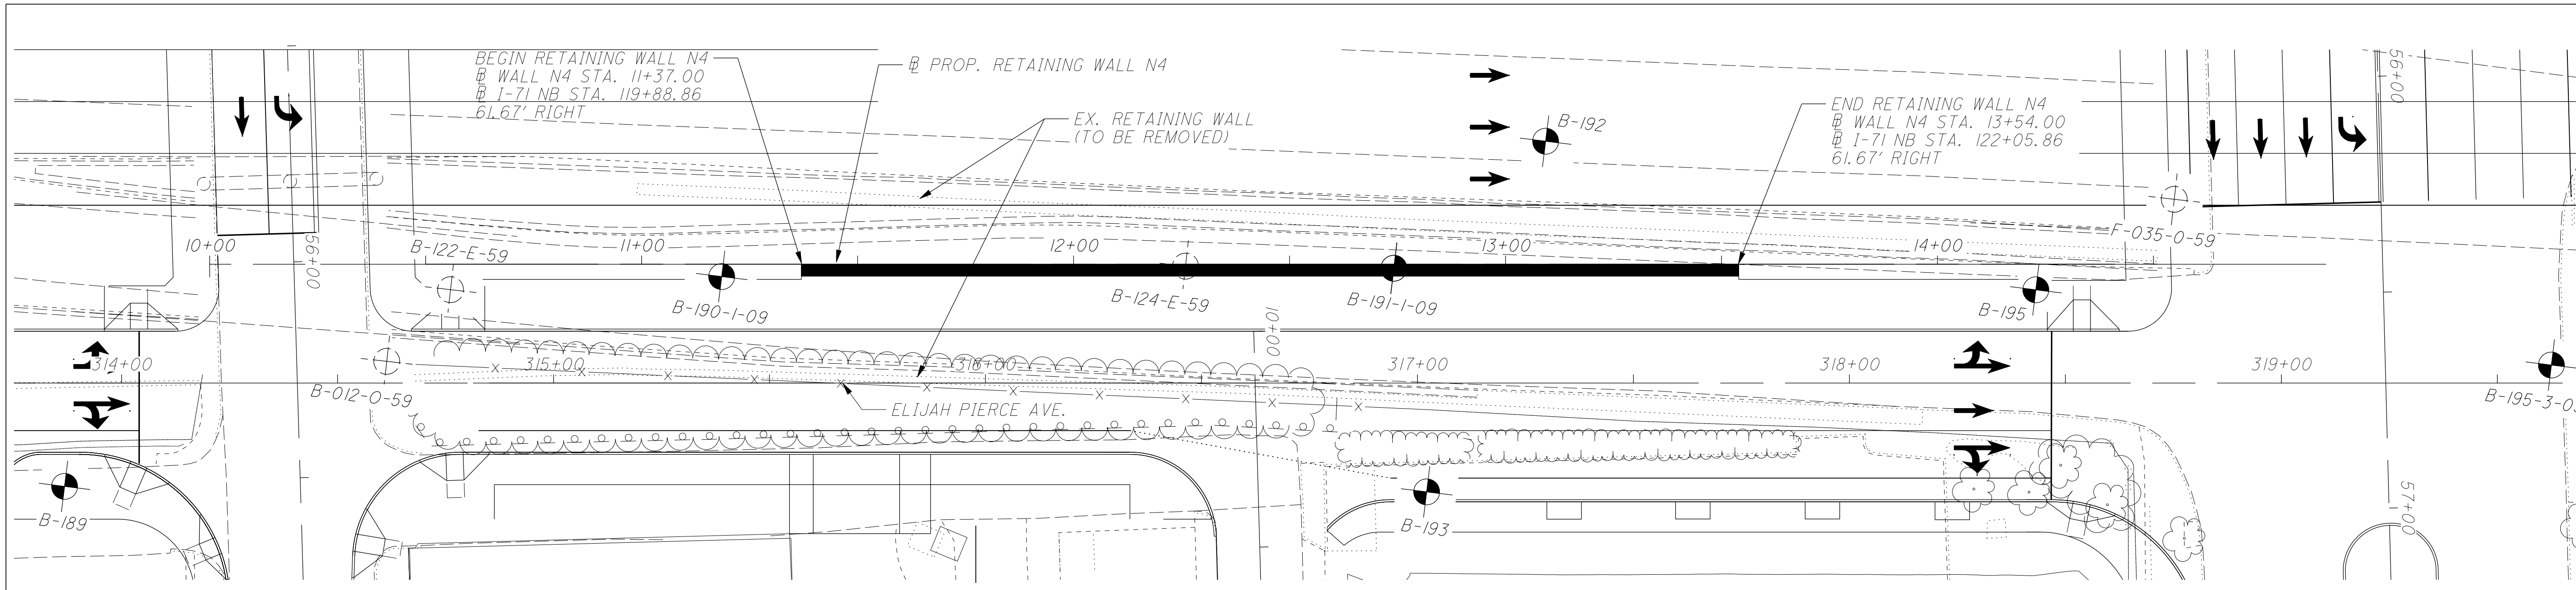 BEGIN RETAINING WALL N4
℄ WALL N4 STA. 11+37.00
℄ I-71 NB STA. 119+88.86
61.67' RIGHT
℄ PROP. RETAINING WALL N4
EX. RETAINING WALL
(TO BE REMOVED)
B-192
END RETAINING WALL N4
℄ WALL N4 STA. 13+54.00
℄ I-71 NB STA. 122+05.86
61.67' RIGHT
56+00
10+00
56+00
B-122-E-59
11+00
12+00
13+00
14+00
F-035-0-59
B-190-1-09
B-124-E-59
B-191-1-09
B-195
10+00
314+00
315+00
316+00
317+00
318+00
319+00
B-012-0-59
ELIJAH PIERCE AVE.
B-195-3-0
B-189
B-193
57+00